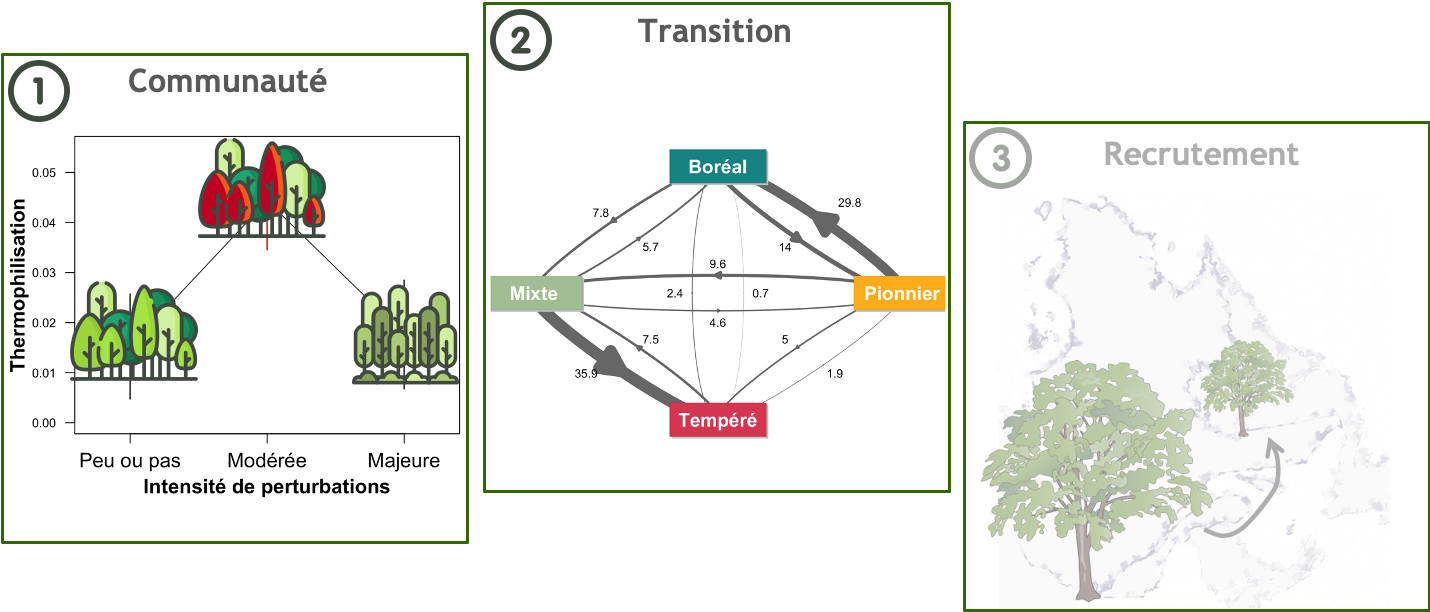 1
Communauté
Thermophilisation
0.05
0.04
0.03
0.02
0.01
0.00
Peu ou pas
Modérée
Majeure
Intensité de perturbations
2
Transition
Boréal
29.8
7.8
5.7
14
9.6
Mixte
2.4
0.7
Pionnier
4.6
7.5
5
35.9
1.9
Tempéré
3
Recrutement